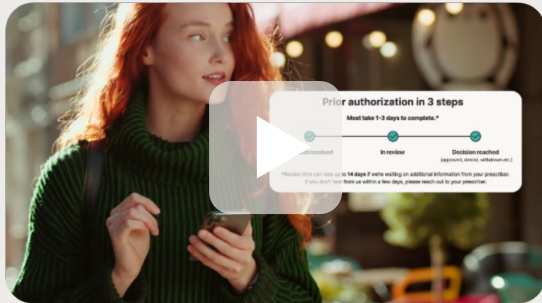 Prior authorization in 3 steps
Most take 1-3 days to complete.*
received
In review
Decision reached
(approved, denied, withdrawn etc.)
*Review time can take up to 14 days if we're waiting on additional information from your prescriber.
If you don't hear from us within a few days, please reach out to your prescriber.